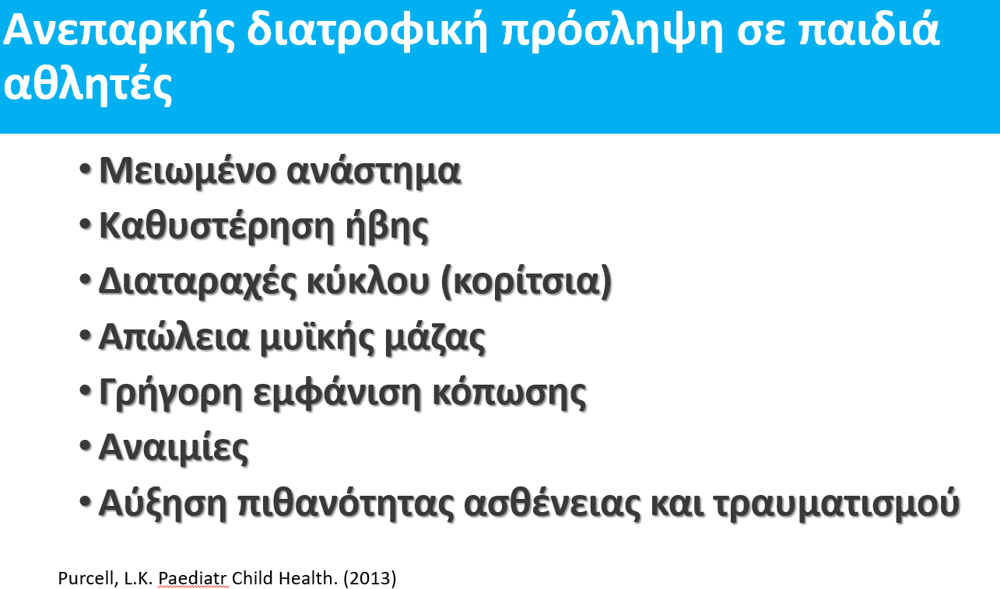 Ανεπαρκής διατροφική πρόσληψη σε παιδιά
αθλητές
• Μειωμένο ανάστημα
• Καθυστέρηση ήβης
• Διαταραχές κύκλου (κορίτσια)
• Απώλεια μυϊκής μάζας
• Γρήγορη εμφάνιση κόπωσης
• Αναιμίες
• Αύξηση πιθανότητας ασθένειας και τραυματισμού
Purcell, L.K. Paediatr Child Health. (2013)